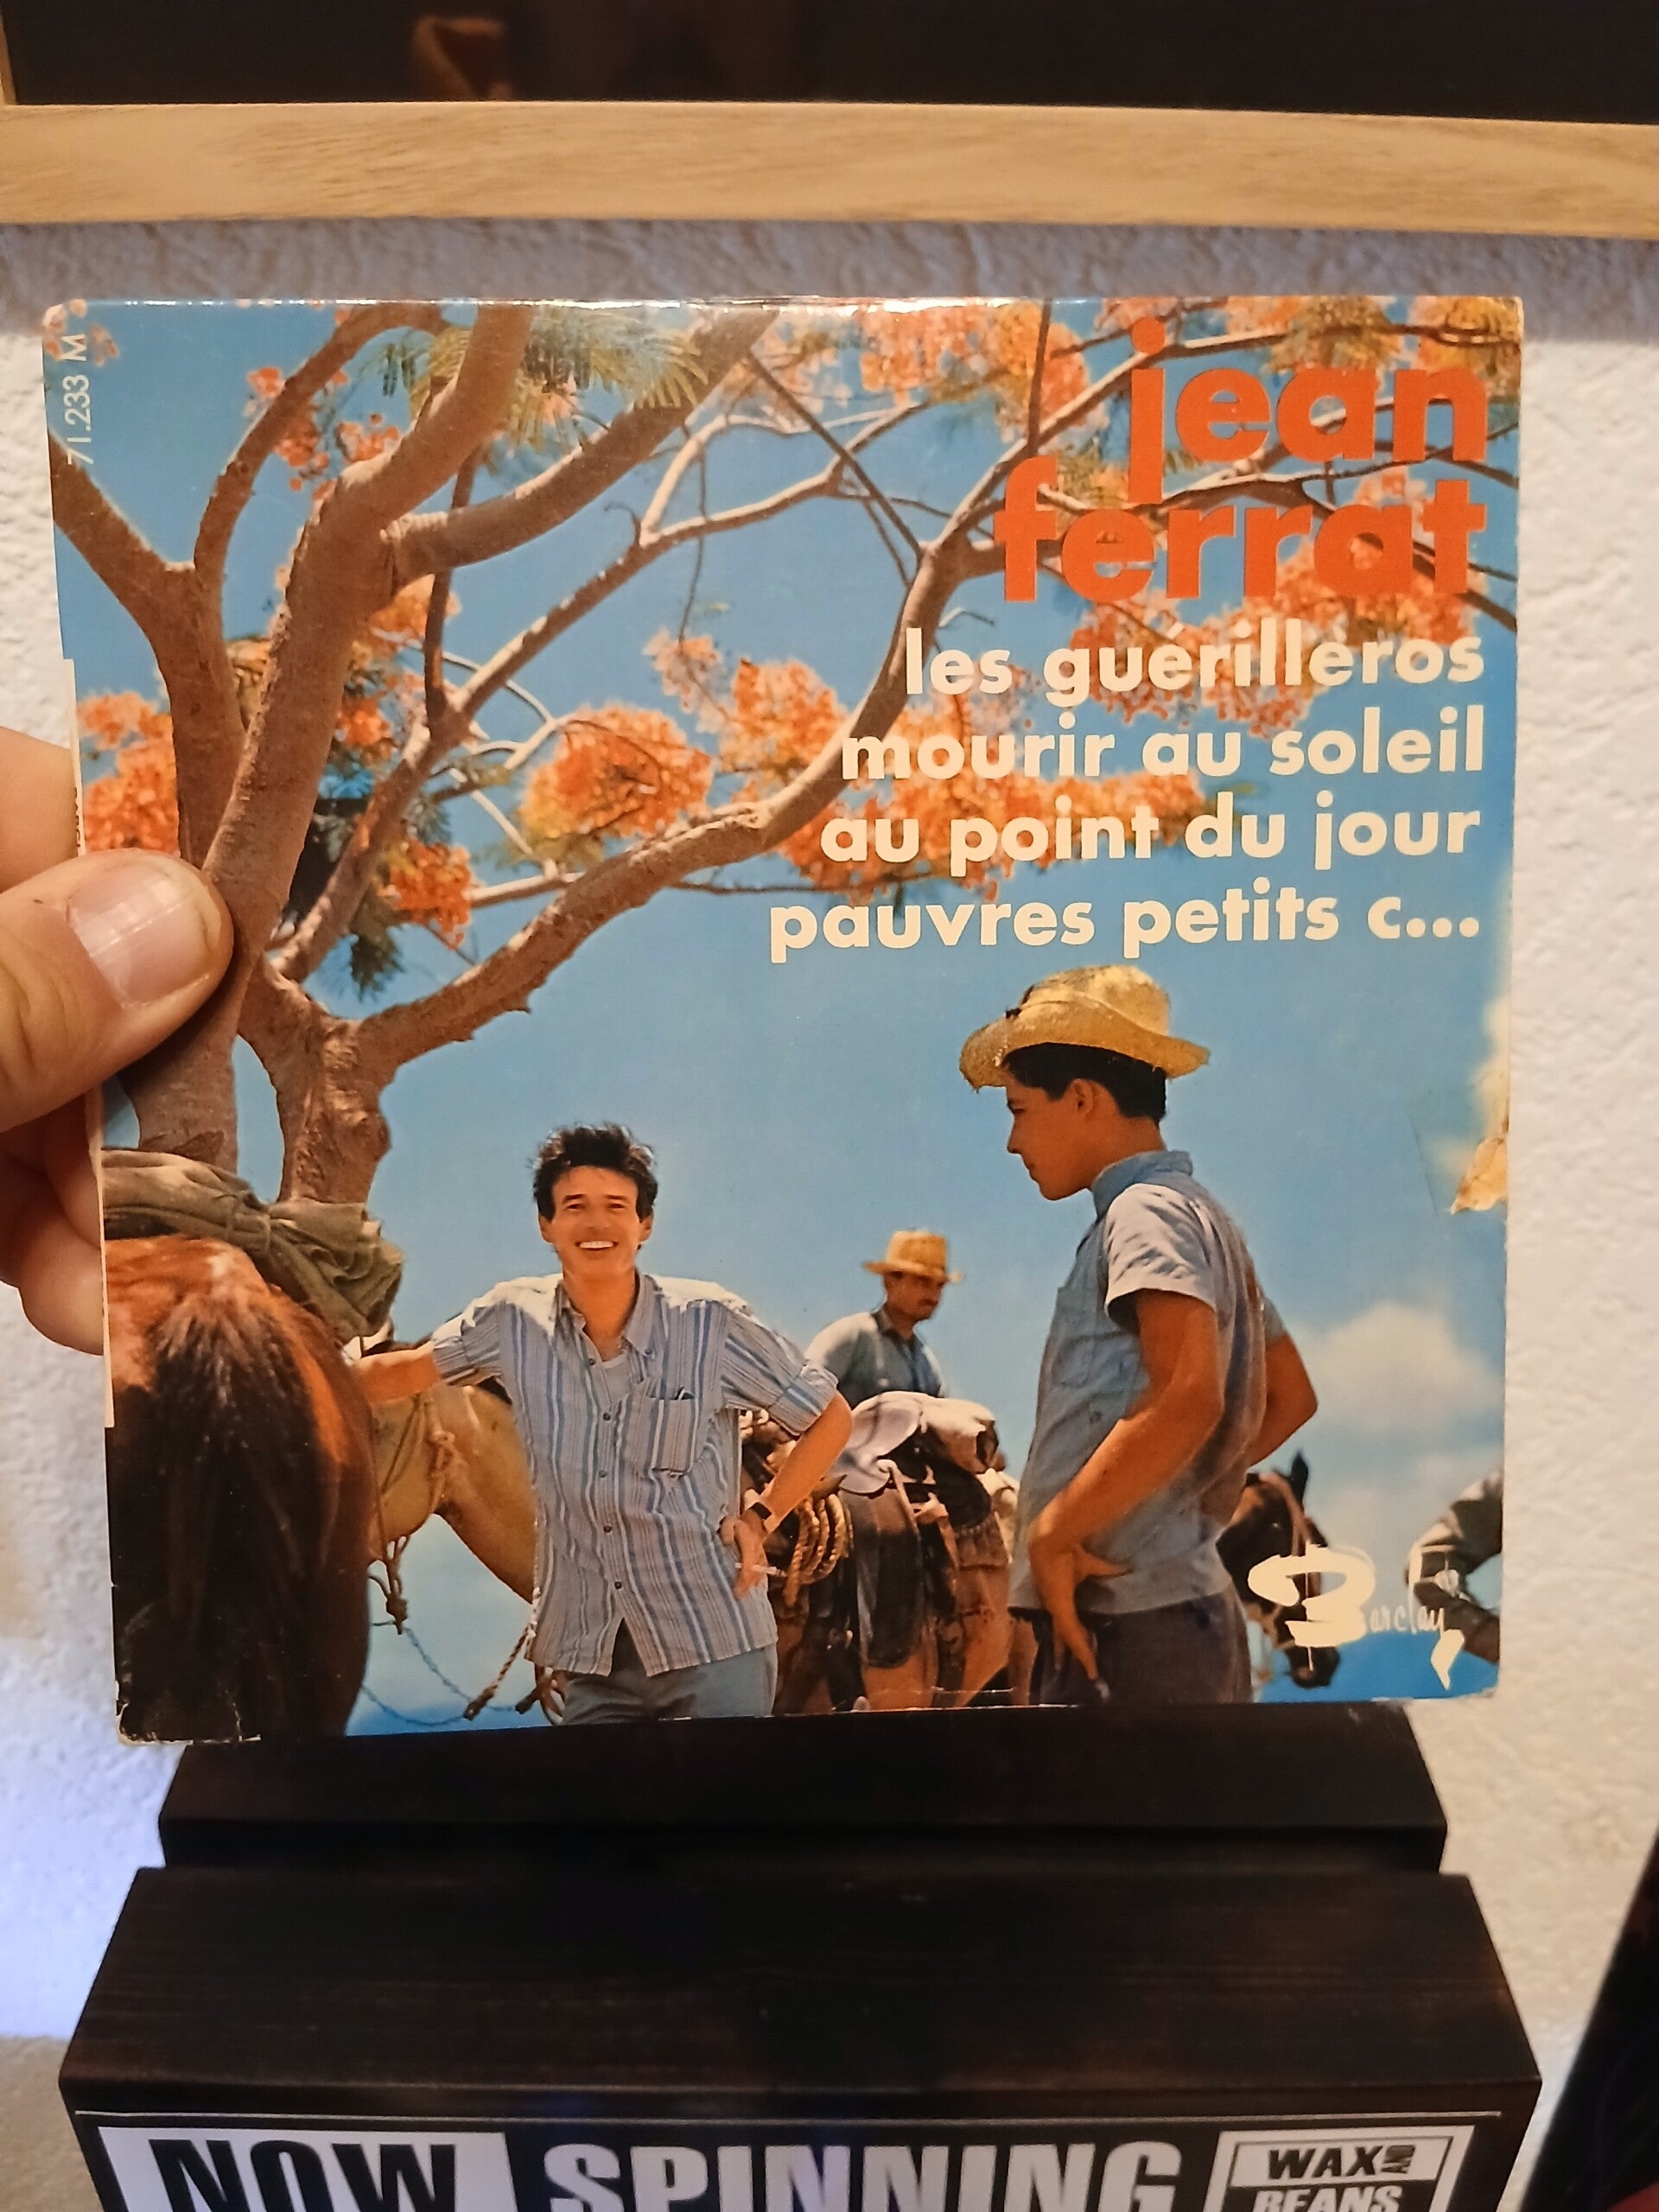 71.233 M
jean
ferrat
les guérilleros
mourir au soleil
au point du jour
pauvres petits c...
Barclay
NOW SPINNING
WAX AND
BEANS